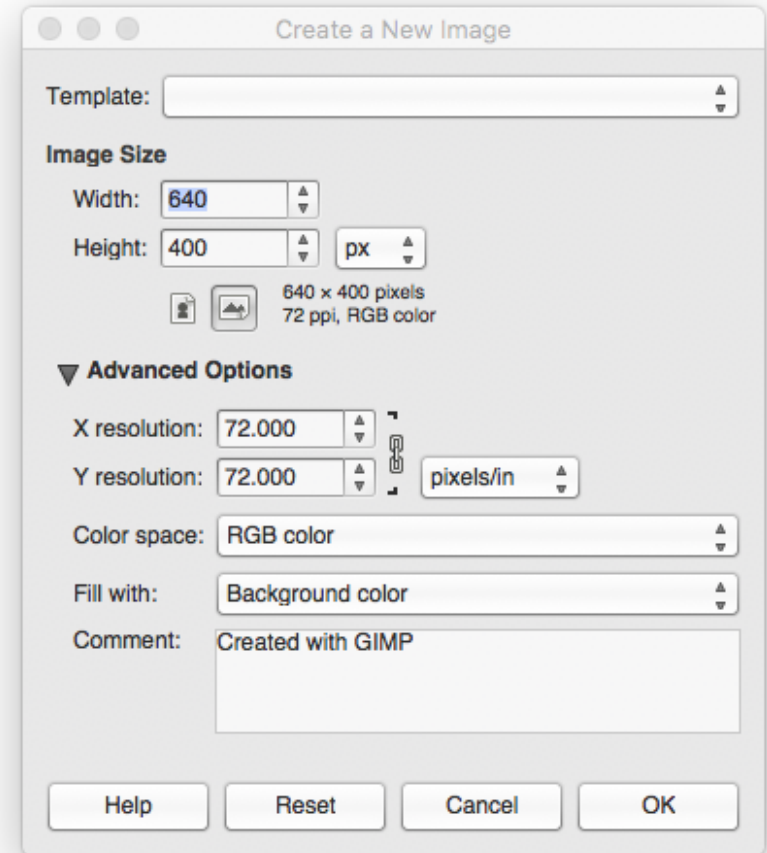 Create a New Image
Template:
Image Size
Width: 640
Height: 400 px
640 × 400 pixels
72 ppi, RGB color
Advanced Options
X resolution: 72.000
Y resolution: 72.000 pixels/in
Color space: RGB color
Fill with: Background color
Comment: Created with GIMP
Help Reset Cancel OK